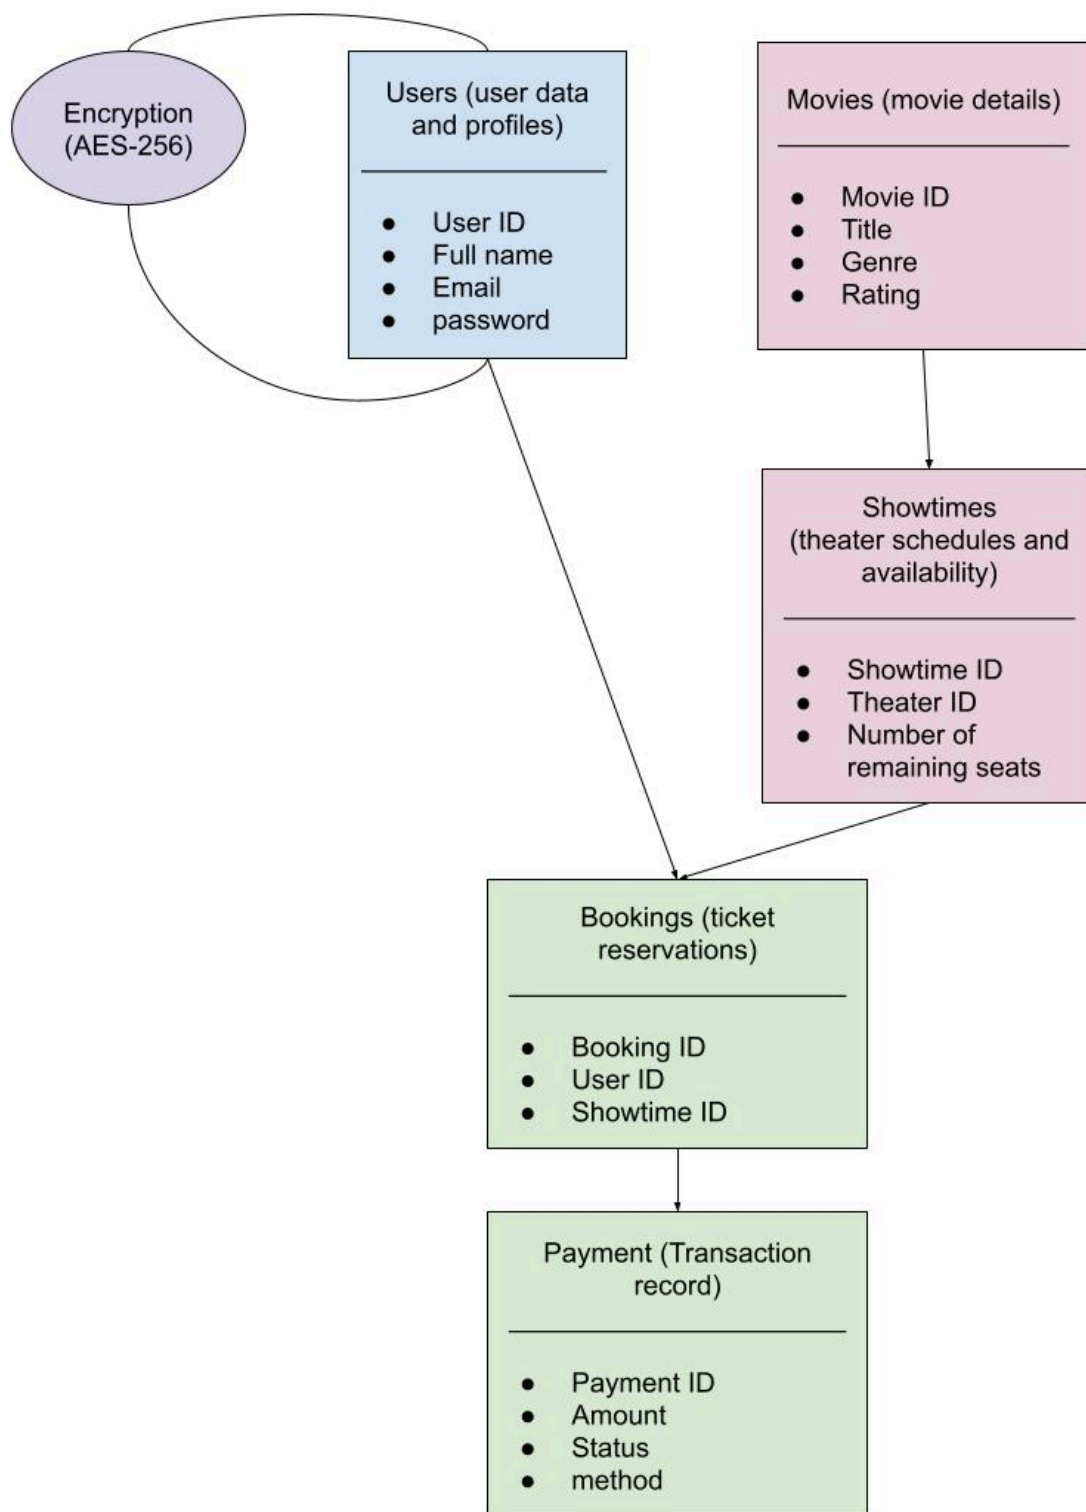 Encryption
(AES-256)
Users (user data
and profiles)
● User ID
● Full name
● Email
● password
Movies (movie details)
● Movie ID
● Title
● Genre
● Rating
Showtimes
(theater schedules and
availability)
● Showtime ID
● Theater ID
● Number of
remaining seats
Bookings (ticket
reservations)
● Booking ID
● User ID
● Showtime ID
Payment (Transaction
record)
● Payment ID
● Amount
● Status
● method